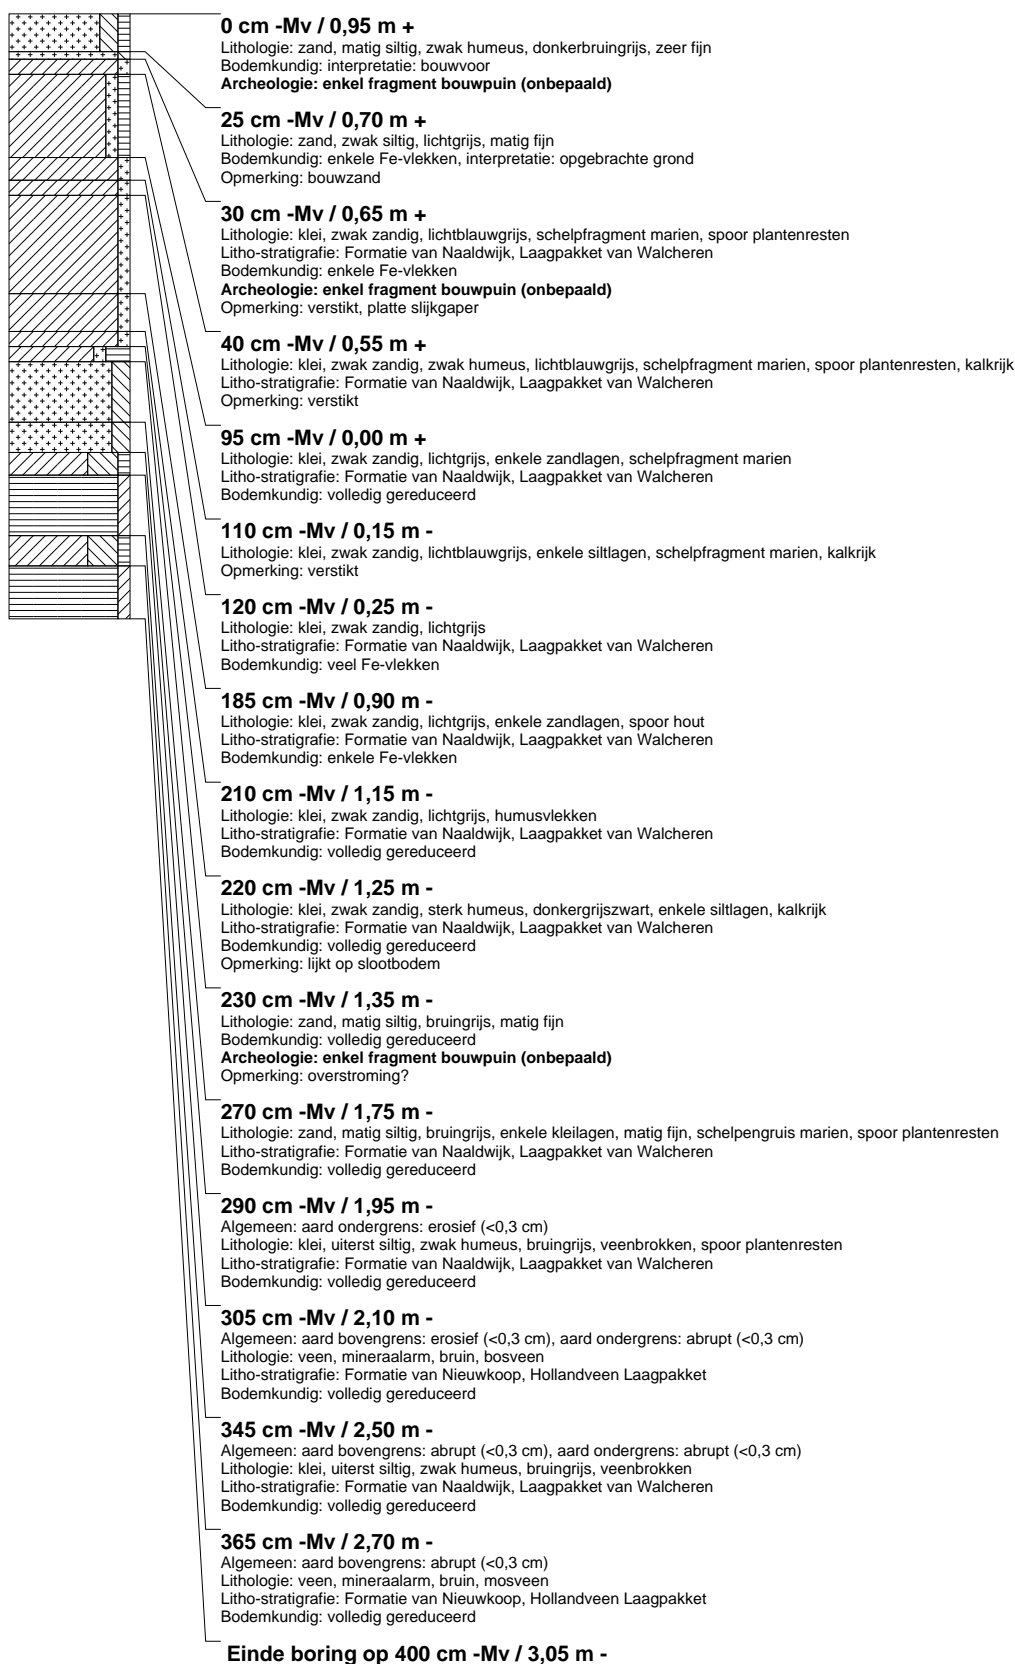 0 cm -Mv / 0,95 m +
Lithologie: zand, matig siltig, zwak humeus, donkerbruingrijs, zeer fijn
Bodemkundig: interpretatie: bouwvoor
Archeologie: enkel fragment bouwpuin (onbepaald)
25 cm -Mv / 0,70 m +
Lithologie: zand, zwak siltig, lichtgrijs, matig fijn
Bodemkundig: enkele Fe-vlekken, interpretatie: opgebrachte grond
Opmerking: bouwzand
30 cm -Mv / 0,65 m +
Lithologie: klei, zwak zandig, lichtblauwgrijs, schelpfragment marien, spoor plantenresten
Litho-stratigrafie: Formatie van Naaldwijk, Laagpakket van Walcheren
Bodemkundig: enkele Fe-vlekken
Archeologie: enkel fragment bouwpuin (onbepaald)
Opmerking: verstikt, platte slijkgaper
40 cm -Mv / 0,55 m +
Lithologie: klei, zwak zandig, zwak humeus, lichtblauwgrijs, schelpfragment marien, spoor plantenresten, kalkrijk
Litho-stratigrafie: Formatie van Naaldwijk, Laagpakket van Walcheren
Opmerking: verstikt
95 cm -Mv / 0,00 m +
Lithologie: klei, zwak zandig, lichtgrijs, enkele zandlagen, schelpfragment marien
Litho-stratigrafie: Formatie van Naaldwijk, Laagpakket van Walcheren
Bodemkundig: volledig gereduceerd
110 cm -Mv / 0,15 m -
Lithologie: klei, zwak zandig, lichtblauwgrijs, enkele siltlagen, schelpfragment marien, kalkrijk
Opmerking: verstikt
120 cm -Mv / 0,25 m -
Lithologie: klei, zwak zandig, lichtgrijs
Litho-stratigrafie: Formatie van Naaldwijk, Laagpakket van Walcheren
Bodemkundig: veel Fe-vlekken
185 cm -Mv / 0,90 m -
Lithologie: klei, zwak zandig, lichtgrijs, enkele zandlagen, spoor hout
Litho-stratigrafie: Formatie van Naaldwijk, Laagpakket van Walcheren
Bodemkundig: enkele Fe-vlekken
210 cm -Mv / 1,15 m -
Lithologie: klei, zwak zandig, lichtgrijs, humusvlekken
Litho-stratigrafie: Formatie van Naaldwijk, Laagpakket van Walcheren
Bodemkundig: volledig gereduceerd
220 cm -Mv / 1,25 m -
Lithologie: klei, zwak zandig, sterk humeus, donkergrijszwart, enkele siltlagen, kalkrijk
Litho-stratigrafie: Formatie van Naaldwijk, Laagpakket van Walcheren
Bodemkundig: volledig gereduceerd
Opmerking: lijkt op slootbodem
230 cm -Mv / 1,35 m -
Lithologie: zand, matig siltig, bruingrijs, matig fijn
Bodemkundig: volledig gereduceerd
Archeologie: enkel fragment bouwpuin (onbepaald)
Opmerking: overstroming?
270 cm -Mv / 1,75 m -
Lithologie: zand, matig siltig, bruingrijs, enkele kleilagen, matig fijn, schelpengruis marien, spoor plantenresten
Litho-stratigrafie: Formatie van Naaldwijk, Laagpakket van Walcheren
Bodemkundig: volledig gereduceerd
290 cm -Mv / 1,95 m -
Algemeen: aard ondergrens: erosief (<0,3 cm)
Lithologie: klei, uiterst siltig, zwak humeus, bruingrijs, veenbrokken, spoor plantenresten
Litho-stratigrafie: Formatie van Naaldwijk, Laagpakket van Walcheren
Bodemkundig: volledig gereduceerd
305 cm -Mv / 2,10 m -
Algemeen: aard bovengrens: erosief (<0,3 cm), aard ondergrens: abrupt (<0,3 cm)
Lithologie: veen, mineraalarm, bruin, bosveen
Litho-stratigrafie: Formatie van Nieuwkoop, Hollandveen Laagpakket
Bodemkundig: volledig gereduceerd
345 cm -Mv / 2,50 m -
Algemeen: aard bovengrens: abrupt (<0,3 cm), aard ondergrens: abrupt (<0,3 cm)
Lithologie: klei, uiterst siltig, zwak humeus, bruingrijs, veenbrokken
Litho-stratigrafie: Formatie van Naaldwijk, Laagpakket van Walcheren
Bodemkundig: volledig gereduceerd
365 cm -Mv / 2,70 m -
Algemeen: aard bovengrens: abrupt (<0,3 cm)
Lithologie: veen, mineraalarm, bruin, mosveen
Litho-stratigrafie: Formatie van Nieuwkoop, Hollandveen Laagpakket
Bodemkundig: volledig gereduceerd
Einde boring op 400 cm -Mv / 3,05 m -